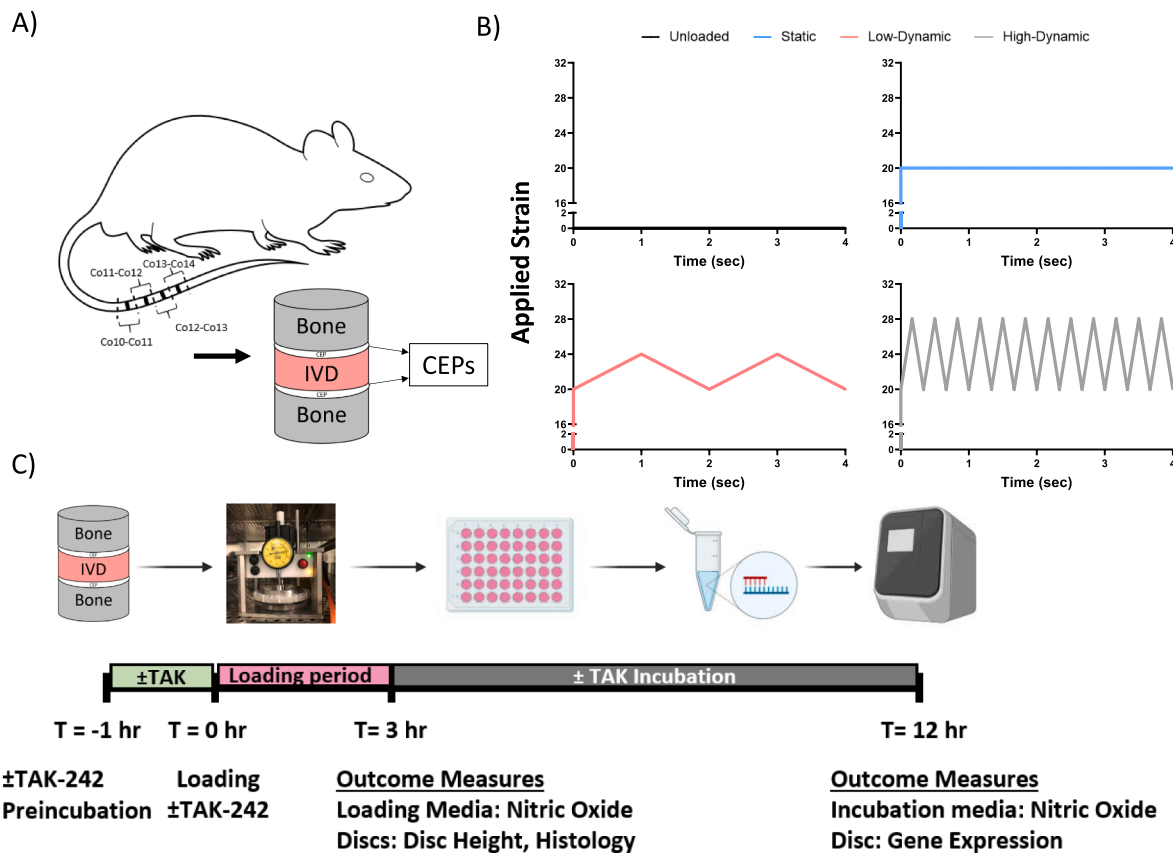 A)
Co13-Co14
Co11-Co12
Co12-Co13
Co10-Co11
Bone
CEP
IVD
CEP
Bone
CEPs
B)
Unloaded Static Low-Dynamic High-Dynamic
Applied Strain
32
28
24
20
16
2
0
0 1 2 3 4
Time (sec)
32
28
24
20
16
2
0
0 1 2 3 4
Time (sec)
32
28
24
20
16
2
0
0 1 2 3 4
Time (sec)
32
28
24
20
16
2
0
0 1 2 3 4
Time (sec)
C)
Bone
CEP
IVD
CEP
Bone
±TAK Loading period ± TAK Incubation
T = -1 hr T = 0 hr T= 3 hr T= 12 hr
±TAK-242
Preincubation
Loading
±TAK-242
Outcome Measures
Loading Media: Nitric Oxide
Discs: Disc Height, Histology
Outcome Measures
Incubation media: Nitric Oxide
Disc: Gene Expression